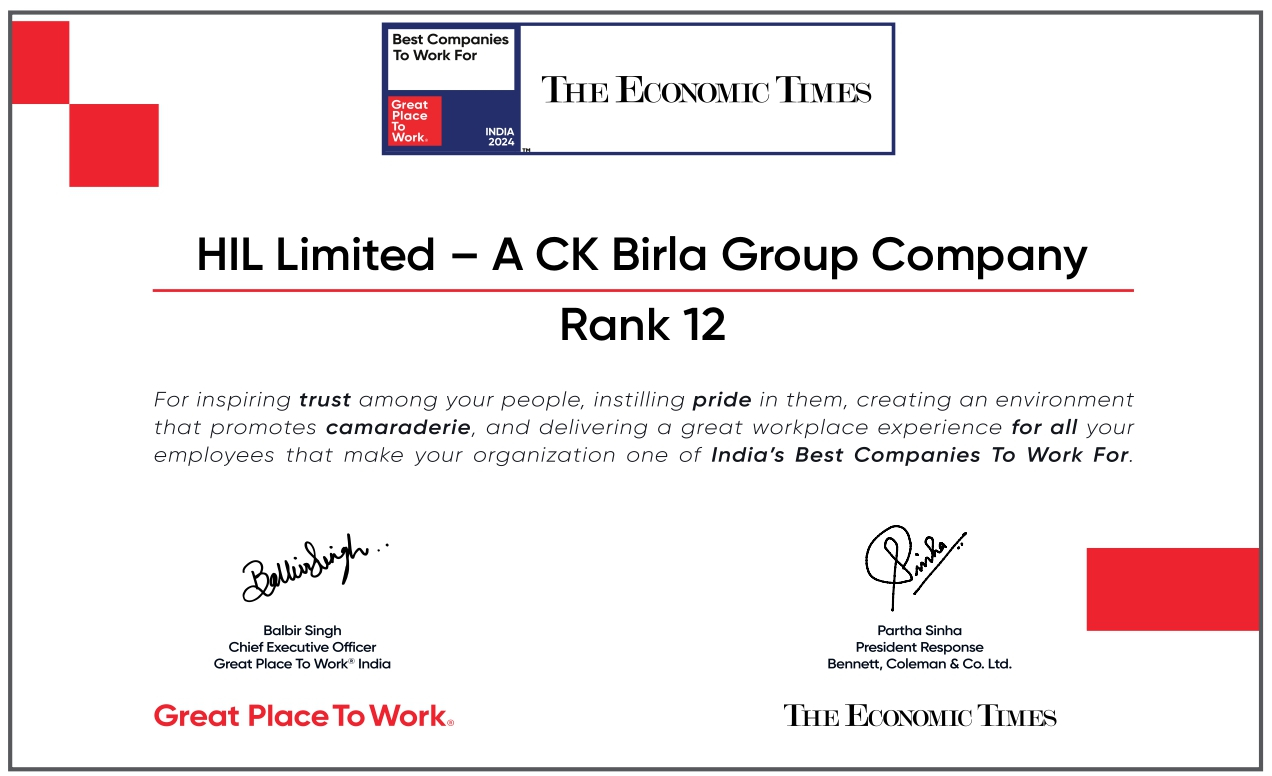 Best Companies
To Work For
Great
Place
To
Work®
INDIA
2024
™
THE ECONOMIC TIMES
HIL Limited – A CK Birla Group Company
Rank 12
For inspiring trust among your people, instilling pride in them, creating an environment
that promotes camaraderie, and delivering a great workplace experience for all your
employees that make your organization one of India's Best Companies To Work For.
Balbir Singh
Sinha
Balbir Singh
Chief Executive Officer
Great Place To Work® India
Partha Sinha
President Response
Bennett, Coleman & Co. Ltd.
Great Place To Work®
THE ECONOMIC TIMES